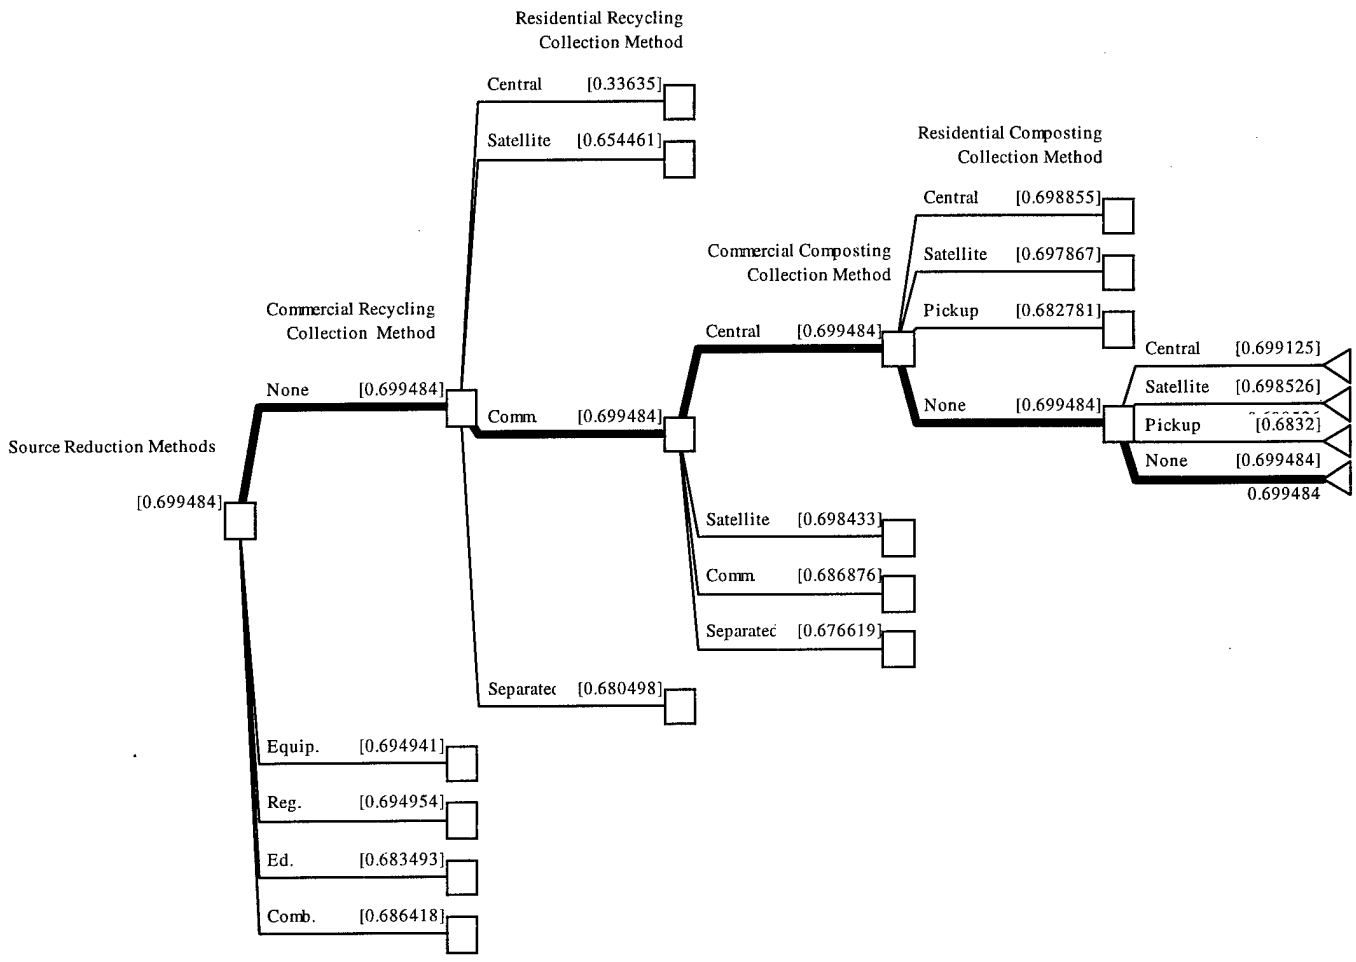 Residential Recycling
Collection Method
Central [0.33635]
Satellite [0.654461]
Residential Composting
Collection Method
Central [0.698855]
Satellite [0.697867]
Pickup [0.682781]
Commercial Composting
Collection Method
Commercial Recycling
Collection Method
Central [0.699484]
Central [0.699125]
Satellite [0.698526]
Pickup [0.6832]
None [0.699484]
0.699484
None [0.699484]
None [0.699484]
Comm. [0.699484]
Source Reduction Methods
[0.699484]
Satellite [0.698433]
Comm. [0.686876]
Separated [0.676619]
Separated [0.680498]
Equip. [0.694941]
Reg. [0.694954]
Ed. [0.683493]
Comb. [0.686418]